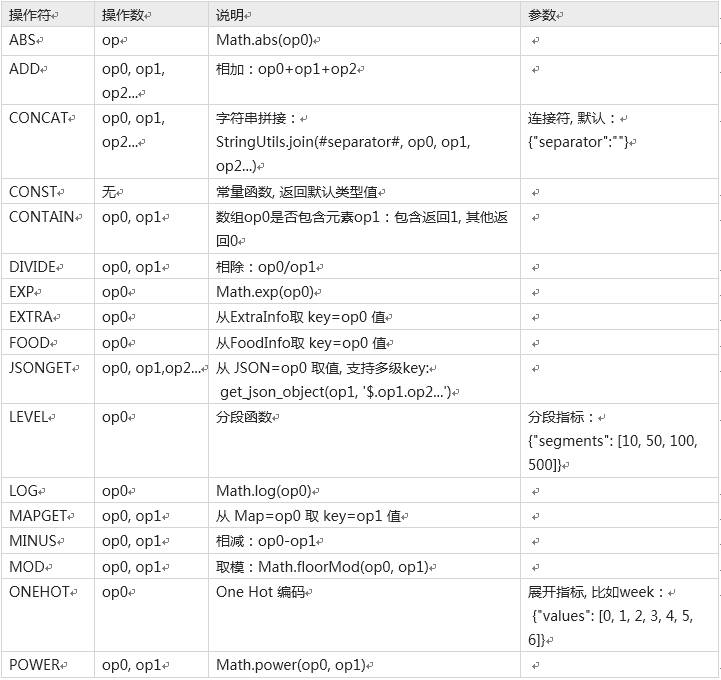 操作符 操作数 说明 参数
ABS op Math.abs(op0)
ADD op0, op1, 相加：op0+op1+op2
op2...
CONCAT op0, op1, 字符串拼接： 连接符, 默认：
op2... StringUtils.join(#separator#, op0, op1, {"separator":""}
op2...)
CONST 无 常量函数, 返回默认类型值
CONTAIN op0, op1 数组op0是否包含元素op1：包含返回1, 其他返
回0
DIVIDE op0, op1 相除：op0/op1
EXP op0 Math.exp(op0)
EXTRA op0 从ExtraInfo取 key=op0 值
FOOD op0 从FoodInfo取 key=op0 值
JSONGET op0, op1,op2... 从 JSON=op0 取值, 支持多级key:
get_json_object(op1, '$.op1.op2...')
LEVEL op0 分段函数 分段指标：
{"segments": [10, 50, 100,
500]}
LOG op0 Math.log(op0)
MAPGET op0, op1 从 Map=op0 取 key=op1 值
MINUS op0, op1 相减：op0-op1
MOD op0, op1 取模：Math.floorMod(op0, op1)
ONEHOT op0 One Hot 编码 展开指标, 比如week：
{"values": [0, 1, 2, 3, 4, 5,
6]}
POWER op0, op1 Math.power(op0, op1)